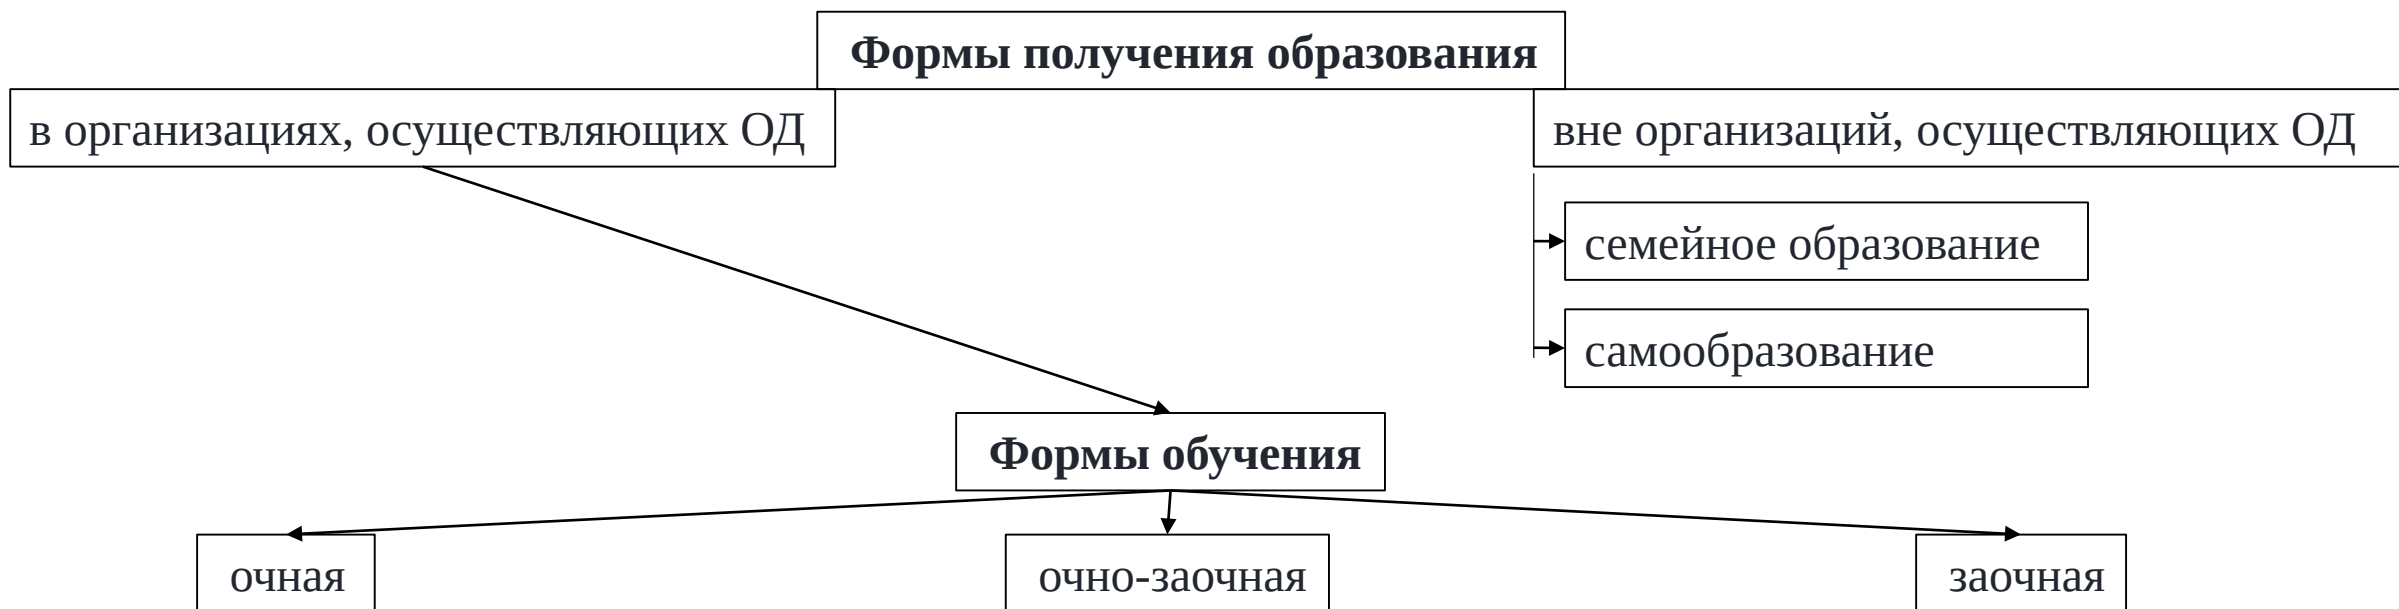 Формы получения образования
в организациях, осуществляющих ОД
вне организаций, осуществляющих ОД
семейное образование
самообразование
Формы обучения
очная
очно-заочная
заочная